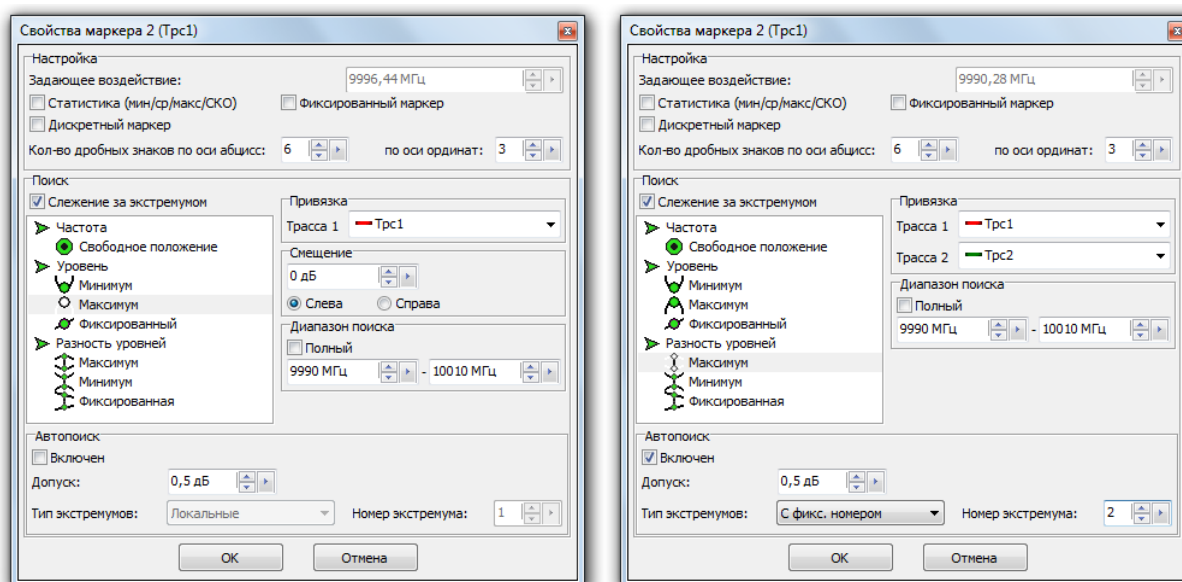 Свойства маркера 2 (Трс1)
Настройка
Задающее воздействие: 9996,44 МГц
Статистика (мин/ср/макс/СКО) Фиксированный маркер
Дискретный маркер
Кол-во дробных знаков по оси абцисс: 6 по оси ординат: 3
Поиск
Слежение за экстремумом
Частота
Свободное положение
Уровень
Минимум
Максимум
Фиксированный
Разность уровней
Максимум
Минимум
Фиксированная
Привязка
Трасса 1 Трс1
Смещение
0 дБ
Слева Справа
Диапазон поиска
Полный
9990 МГц - 10010 МГц
Автопоиск
Включен
Допуск: 0,5 дБ
Тип экстремумов: Локальные Номер экстремума: 1
ОК Отмена
Свойства маркера 2 (Трс1)
Настройка
Задающее воздействие: 9990,28 МГц
Статистика (мин/ср/макс/СКО) Фиксированный маркер
Дискретный маркер
Кол-во дробных знаков по оси абцисс: 6 по оси ординат: 3
Поиск
Слежение за экстремумом
Частота
Свободное положение
Уровень
Минимум
Максимум
Фиксированный
Разность уровней
Максимум
Минимум
Фиксированная
Привязка
Трасса 1 Трс1
Трасса 2 Трс2
Диапазон поиска
Полный
9990 МГц - 10010 МГц
Автопоиск
Включен
Допуск: 0,5 дБ
Тип экстремумов: С фикс. номером Номер экстремума: 2
ОК Отмена